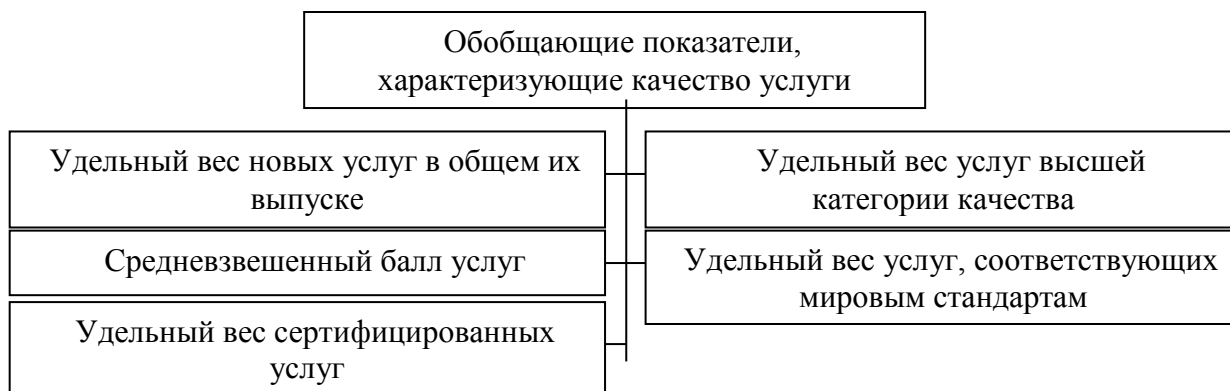 Обобщающие показатели,
характеризующие качество услуги
Удельный вес новых услуг в общем их
выпуске
Удельный вес услуг высшей
категории качества
Средневзвешенный балл услуг
Удельный вес услуг, соответствующих
мировым стандартам
Удельный вес сертифицированных
услуг